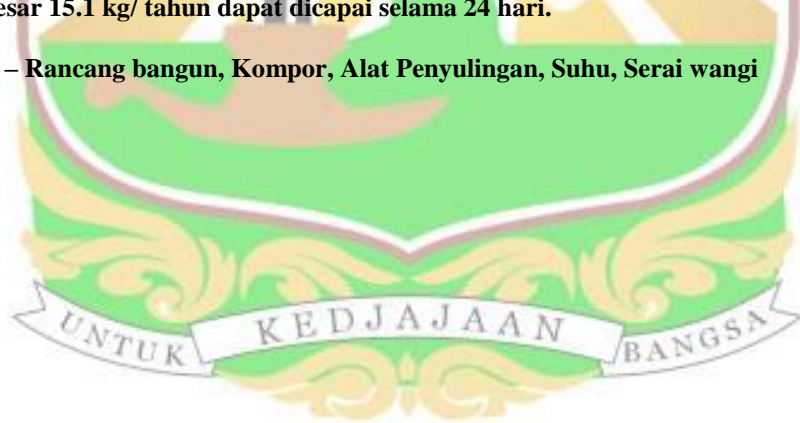 esar 15.1 kg/ tahun dapat dicapai selama 24 hari.
– Rancang bangun, Kompor, Alat Penyulingan, Suhu, Serai wangi
UNTUK KEDJAJAAN BANGSA